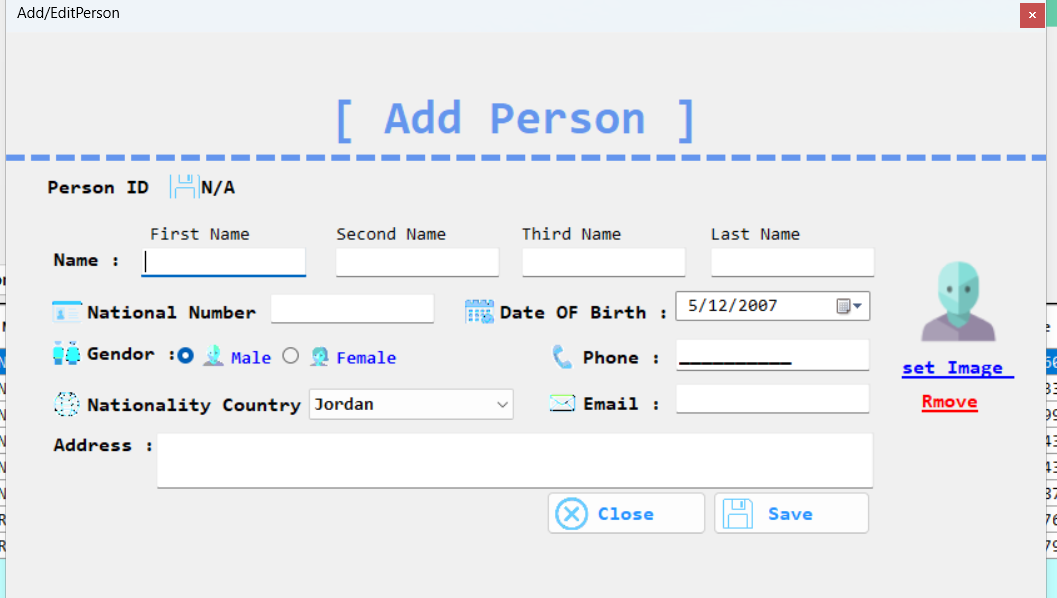 Add/EditPerson
[ Add Person ]
Person ID N/A
First Name Second Name Third Name Last Name
Name :
National Number Date OF Birth : 5/12/2007
Gendor : Male Female Phone : __________
set Image
Nationality Country Jordan Email :
Rmove
Address :
Close Save